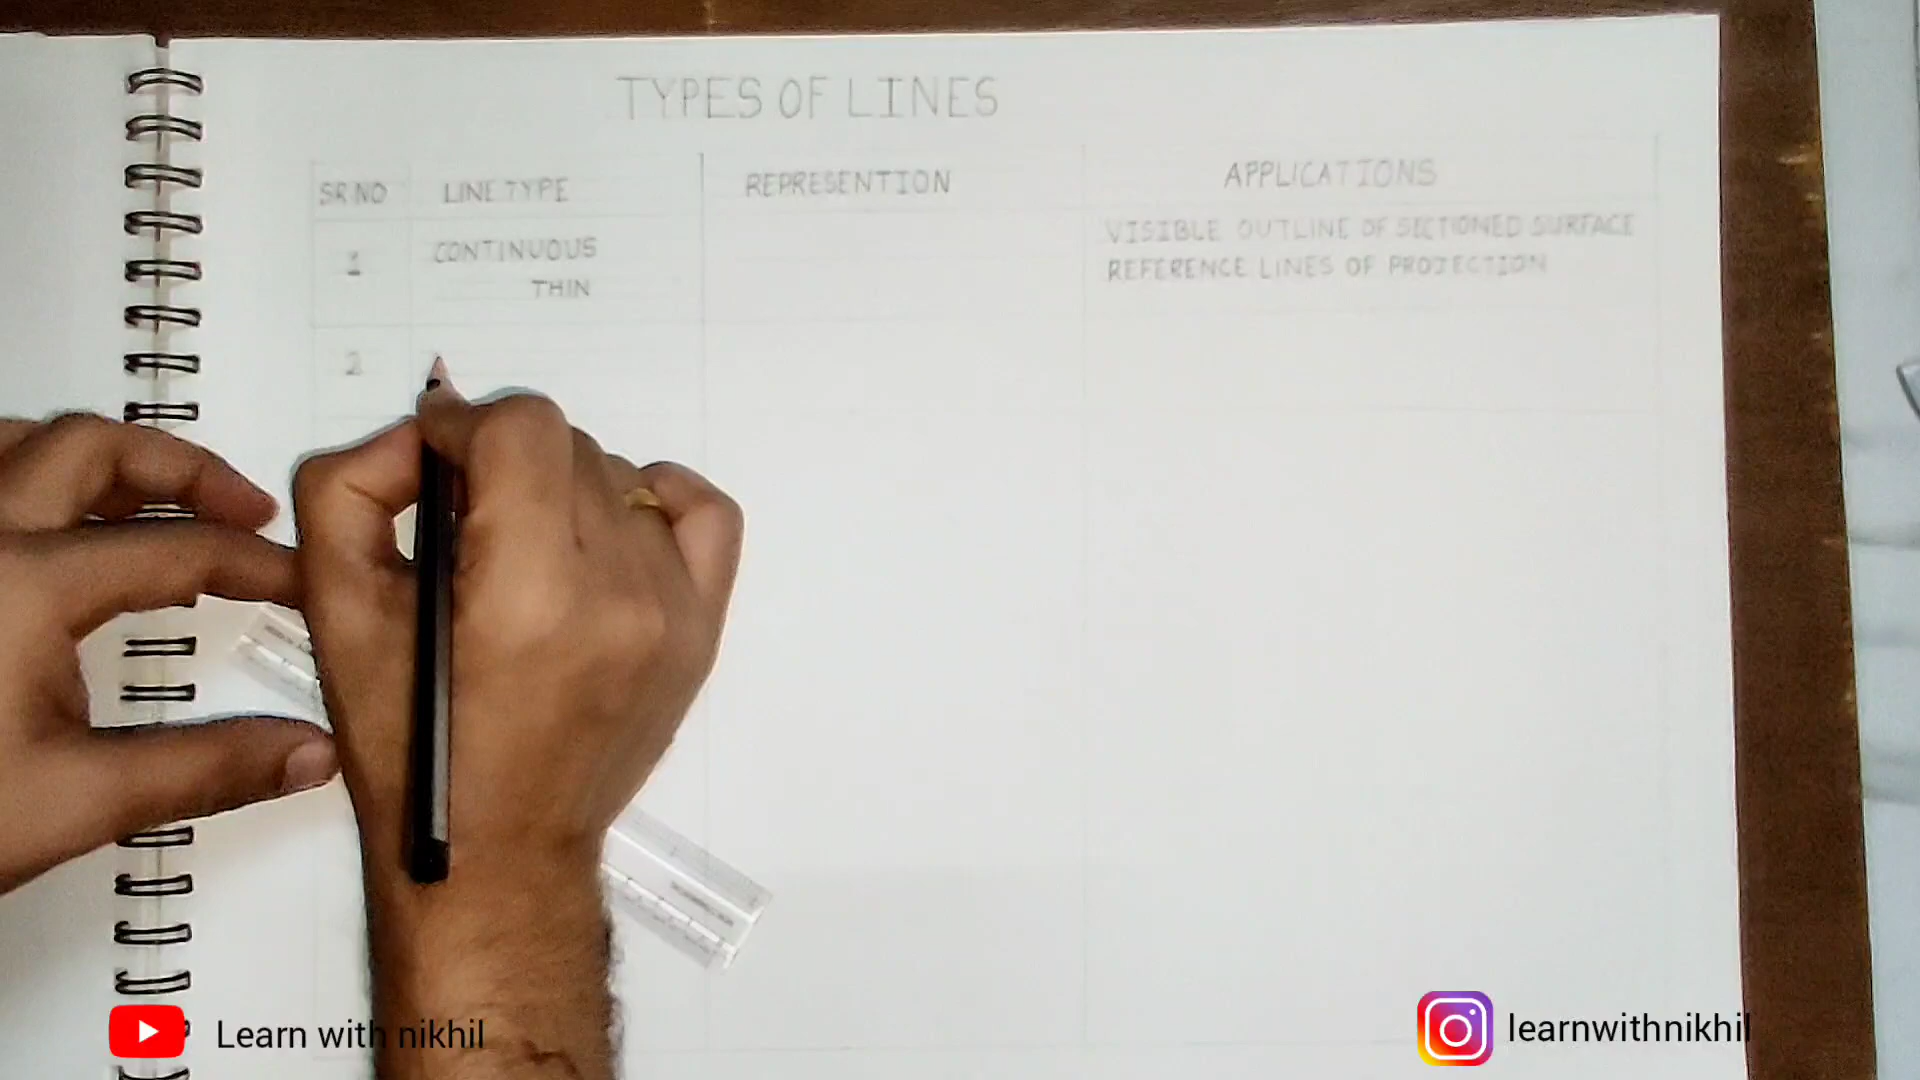 TYPES OF LINES
SR NO LINE TYPE REPRESENTION APPLICATIONS
1 CONTINUOUS THIN VISIBLE OUTLINE OF SECTIONED SURFACE
REFERENCE LINES OF PROJECTION
2
Learn with nikhil
learnwithnikhil